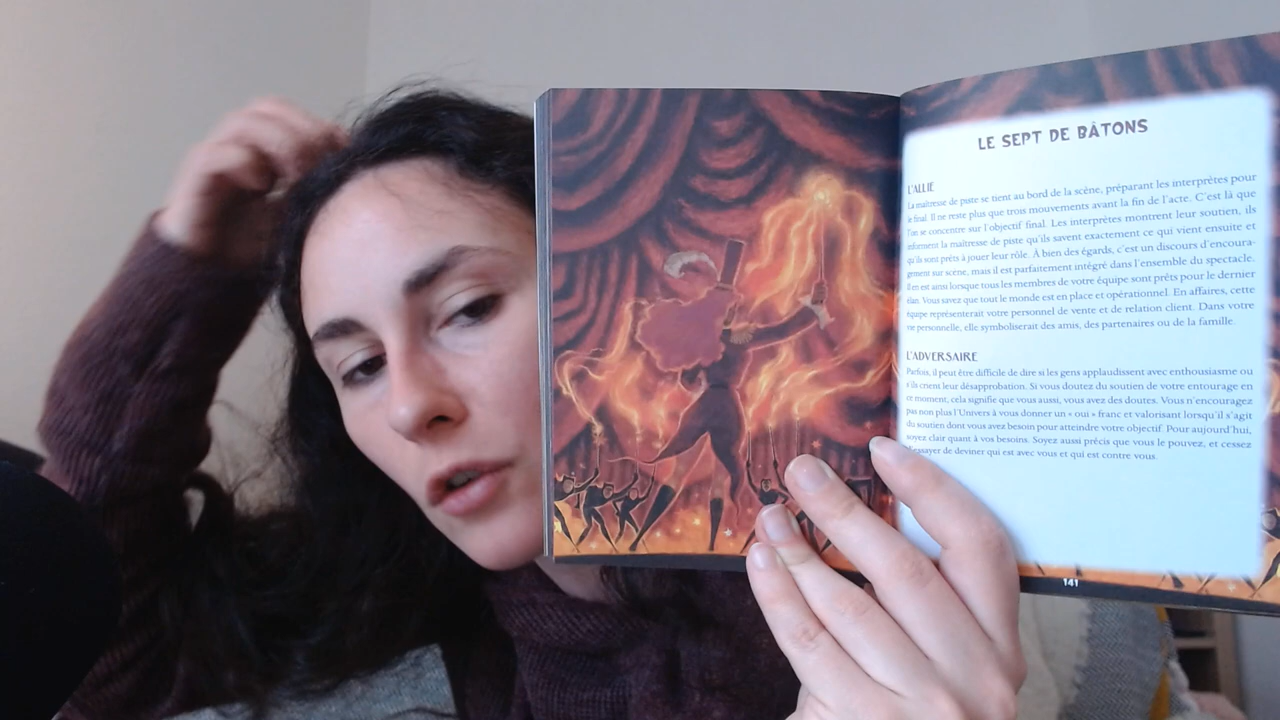 LE SEPT DE BÂTONS
L'ALLIÉ
La maîtresse de piste se tient au bord de la scène, préparant les interprètes pour
le final. Il ne reste plus que trois mouvements avant la fin de l'acte. C'est là que
l'on se concentre sur l'objectif final. Les interprètes montrent leur soutien, ils
informent la maîtresse de piste qu'ils savent exactement ce qui vient ensuite et
qu'ils sont prêts à jouer leur rôle. À bien des égards, c'est un discours d'encoura-
gement sur scène, mais il est parfaitement intégré dans l'ensemble du spectacle.
Il en est ainsi lorsque tous les membres de votre équipe sont prêts pour le dernier
élan. Vous savez que tout le monde est en place et opérationnel. En affaires, cette
équipe représenterait votre personnel de vente et de relation client. Dans votre
vie personnelle, elle symboliserait des amis, des partenaires ou de la famille.
L'ADVERSAIRE
Parfois, il peut être difficile de dire si les gens applaudissent avec enthousiasme ou
s'ils crient leur désapprobation. Si vous doutez du soutien de votre entourage en
ce moment, cela signifie que vous aussi, vous avez des doutes. Vous n'encouragez
pas non plus l'Univers à vous donner un « oui » franc et valorisant lorsqu'il s'agit
du soutien dont vous avez besoin pour atteindre votre objectif. Pour aujourd'hui,
soyez clair quant à vos besoins. Soyez aussi précis que vous le pouvez, et cessez
d'essayer de deviner qui est avec vous et qui est contre vous.
141